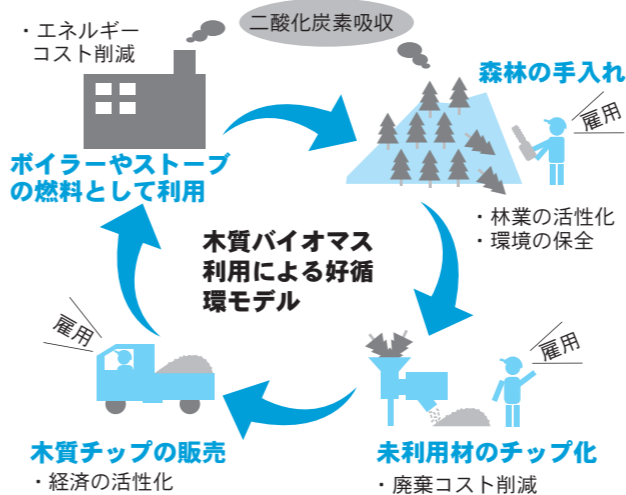 ・エネルギー
コスト削減
二酸化炭素吸収
森林の手入れ
雇用
ボイラーやストーブ
の燃料として利用
・林業の活性化
・環境の保全
木質バイオマス
利用による好循
環モデル
雇用
雇用
木質チップの販売
・経済の活性化
未利用材のチップ化
・廃棄コスト削減